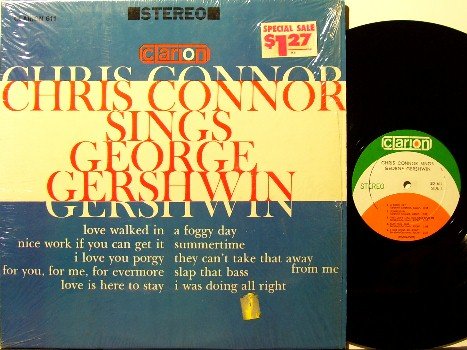 STEREO
SPECIAL SALE
$1.27
clarion
CHRIS CONNOR
SINGS
GEORGE
GERSHWIN
love walked in
nice work if you can get it
i love you porgy
for you, for me, for evermore
love is here to stay
a foggy day
summertime
they can't take that away
from me
slap that bass
i was doing all right
clarion
CHRIS CONNOR SINGS
GEORGE GERSHWIN
STEREO